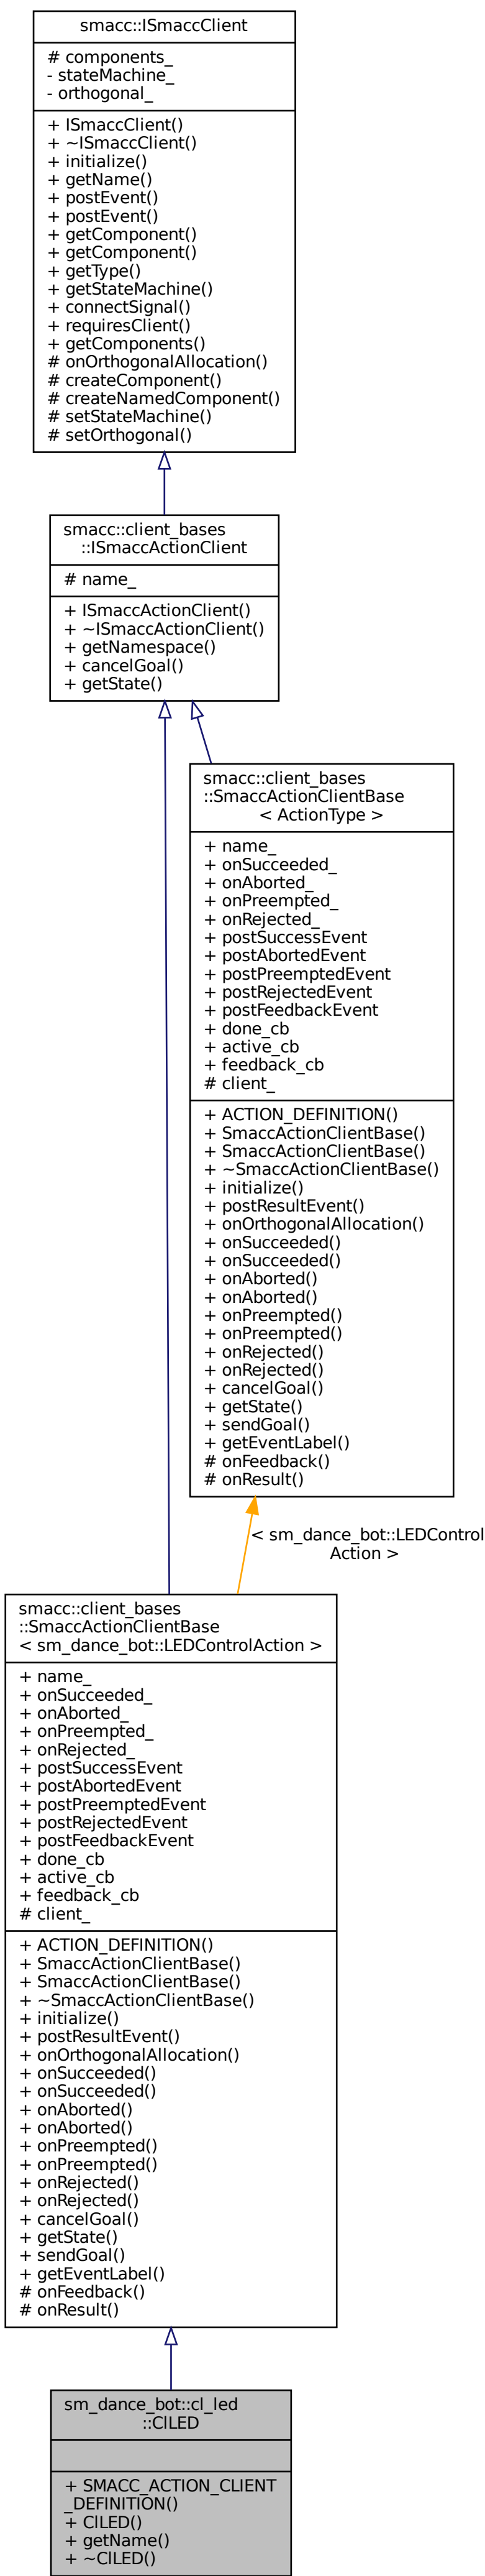 smacc::ISmaccClient
# components_
- stateMachine_
- orthogonal_
+ ISmaccClient()
+ ~ISmaccClient()
+ initialize()
+ getName()
+ postEvent()
+ postEvent()
+ getComponent()
+ getComponent()
+ getType()
+ getStateMachine()
+ connectSignal()
+ requiresClient()
+ getComponents()
# onOrthogonalAllocation()
# createComponent()
# createNamedComponent()
# setStateMachine()
# setOrthogonal()
smacc::client_bases
::ISmaccActionClient
# name_
+ ISmaccActionClient()
+ ~ISmaccActionClient()
+ getNamespace()
+ cancelGoal()
+ getState()
smacc::client_bases
::SmaccActionClientBase
< ActionType >
+ name_
+ onSucceeded_
+ onAborted_
+ onPreempted_
+ onRejected_
+ postSuccessEvent
+ postAbortedEvent
+ postPreemptedEvent
+ postRejectedEvent
+ postFeedbackEvent
+ done_cb
+ active_cb
+ feedback_cb
# client_
+ ACTION_DEFINITION()
+ SmaccActionClientBase()
+ SmaccActionClientBase()
+ ~SmaccActionClientBase()
+ initialize()
+ postResultEvent()
+ onOrthogonalAllocation()
+ onSucceeded()
+ onSucceeded()
+ onAborted()
+ onAborted()
+ onPreempted()
+ onPreempted()
+ onRejected()
+ onRejected()
+ cancelGoal()
+ getState()
+ sendGoal()
+ getEventLabel()
# onFeedback()
# onResult()
< sm_dance_bot::LEDControl
Action >
smacc::client_bases
::SmaccActionClientBase
< sm_dance_bot::LEDControlAction >
+ name_
+ onSucceeded_
+ onAborted_
+ onPreempted_
+ onRejected_
+ postSuccessEvent
+ postAbortedEvent
+ postPreemptedEvent
+ postRejectedEvent
+ postFeedbackEvent
+ done_cb
+ active_cb
+ feedback_cb
# client_
+ ACTION_DEFINITION()
+ SmaccActionClientBase()
+ SmaccActionClientBase()
+ ~SmaccActionClientBase()
+ initialize()
+ postResultEvent()
+ onOrthogonalAllocation()
+ onSucceeded()
+ onSucceeded()
+ onAborted()
+ onAborted()
+ onPreempted()
+ onPreempted()
+ onRejected()
+ onRejected()
+ cancelGoal()
+ getState()
+ sendGoal()
+ getEventLabel()
# onFeedback()
# onResult()
sm_dance_bot::cl_led
::ClLED
+ SMACC_ACTION_CLIENT
_DEFINITION()
+ ClLED()
+ getName()
+ ~ClLED()